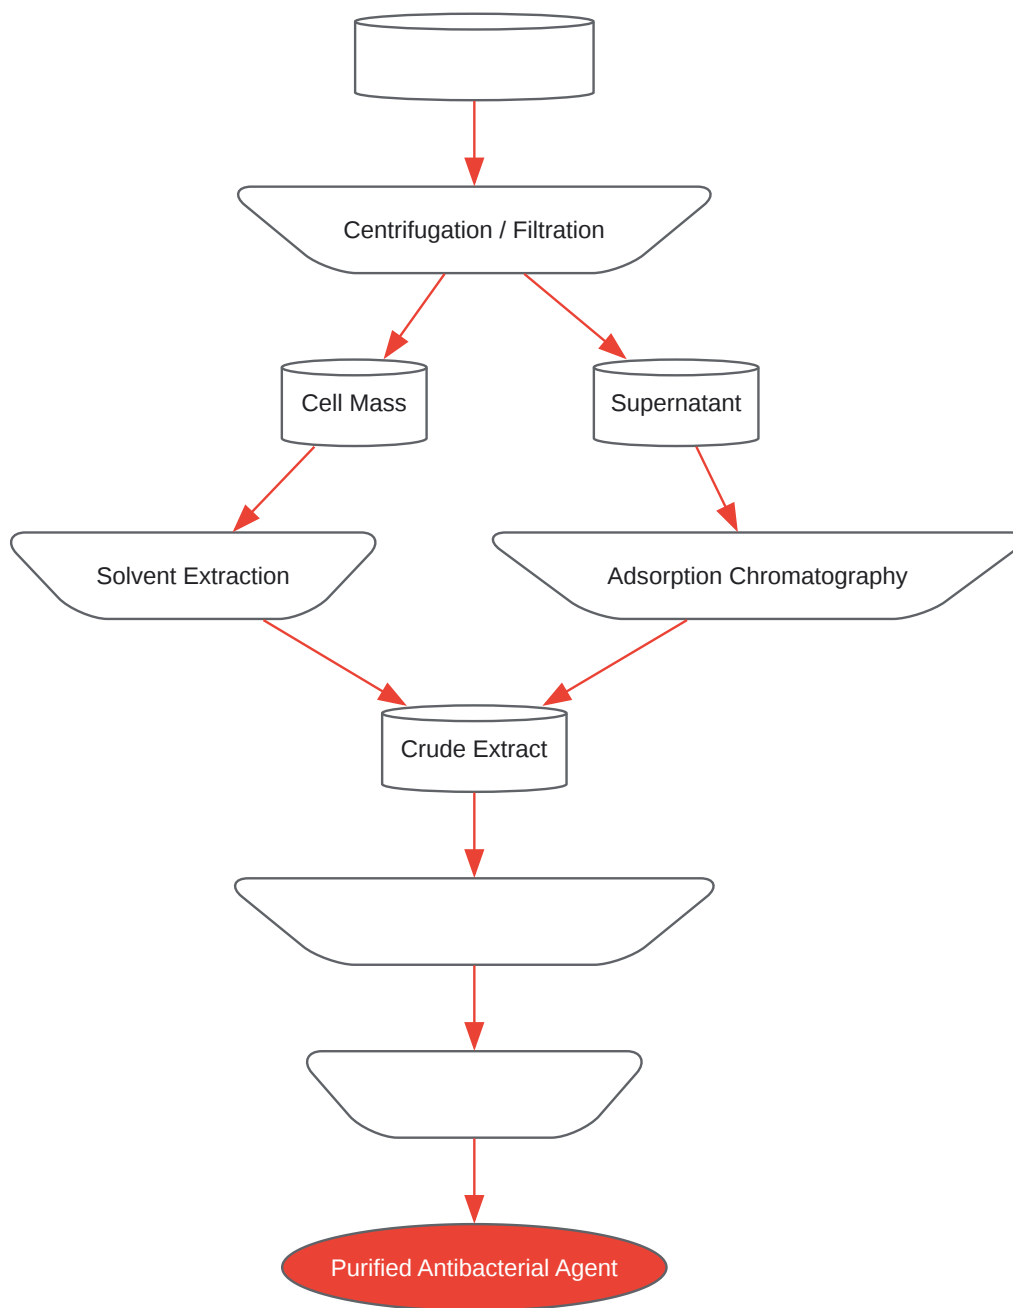 Centrifugation / Filtration
Cell Mass
Supernatant
Solvent Extraction
Adsorption Chromatography
Crude Extract
Purified Antibacterial Agent